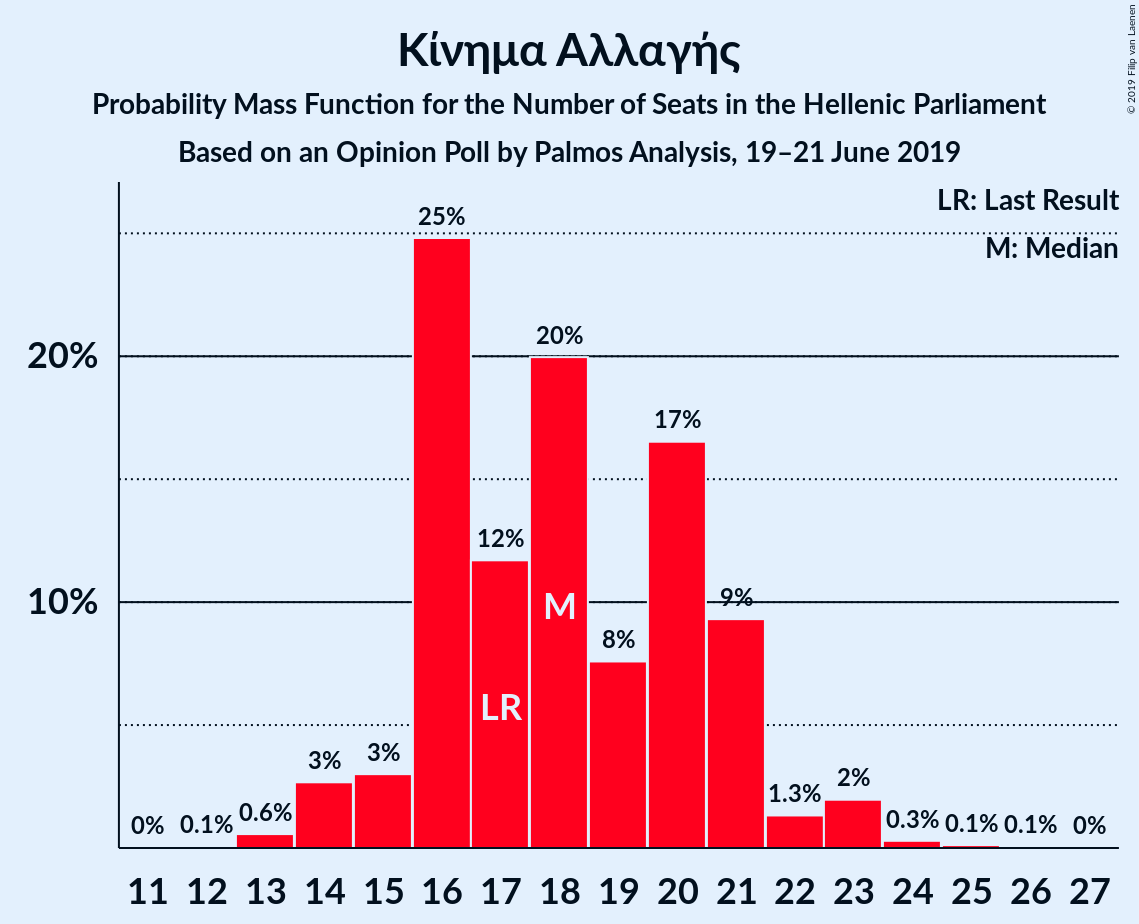 Κίνημα Αλλαγής
Probability Mass Function for the Number of Seats in the Hellenic Parliament
Based on an Opinion Poll by Palmos Analysis, 19–21 June 2019
© 2019 Filip van Laenen
LR: Last Result
M: Median
20%
10%
0%
0.1%
0.6%
3%
3%
25%
12%
20%
8%
17%
9%
1.3%
2%
0.3%
0.1%
0.1%
0%
LR
M
11 12 13 14 15 16 17 18 19 20 21 22 23 24 25 26 27